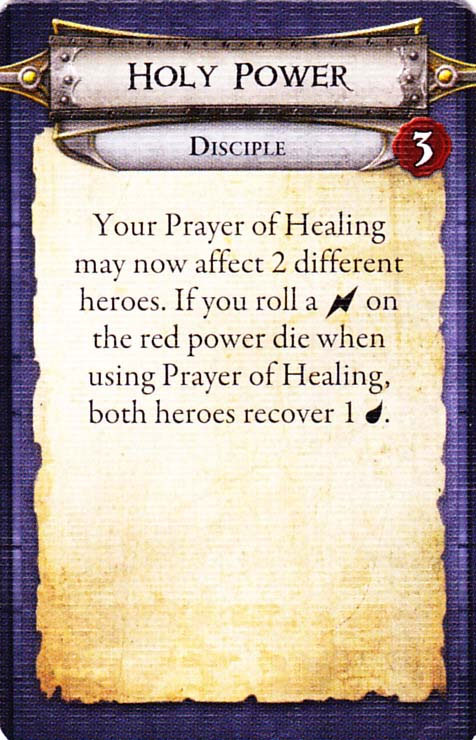 Holy Power
Disciple
3
Your Prayer of Healing
may now affect 2 different
heroes. If you roll a on
the red power die when
using Prayer of Healing,
both heroes recover 1 .